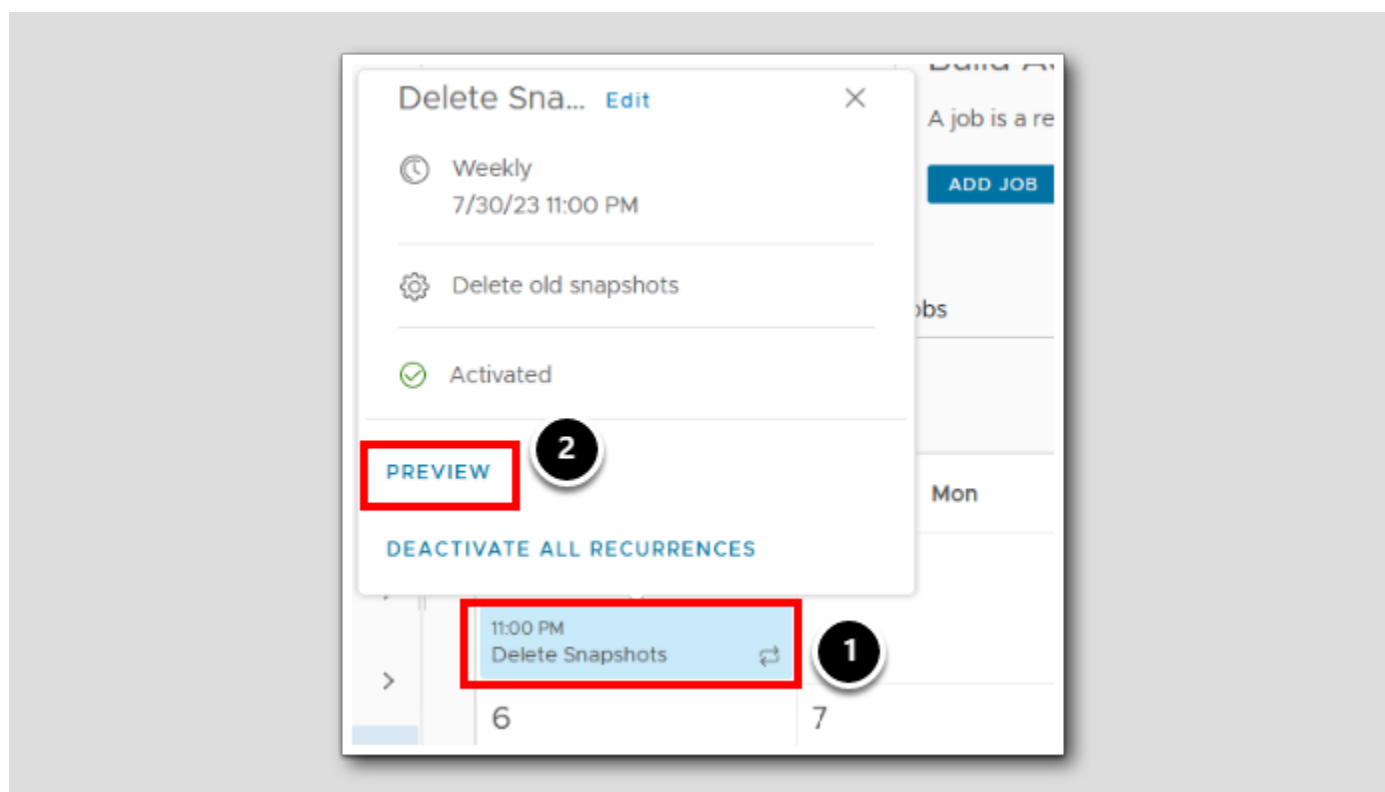 Delete Sna... Edit
Weekly
7/30/23 11:00 PM
Delete old snapshots
Activated
PREVIEW
2
DEACTIVATE ALL RECURRENCES
A job is a re
ADD JOB
obs
Mon
11:00 PM
Delete Snapshots
1
6
7